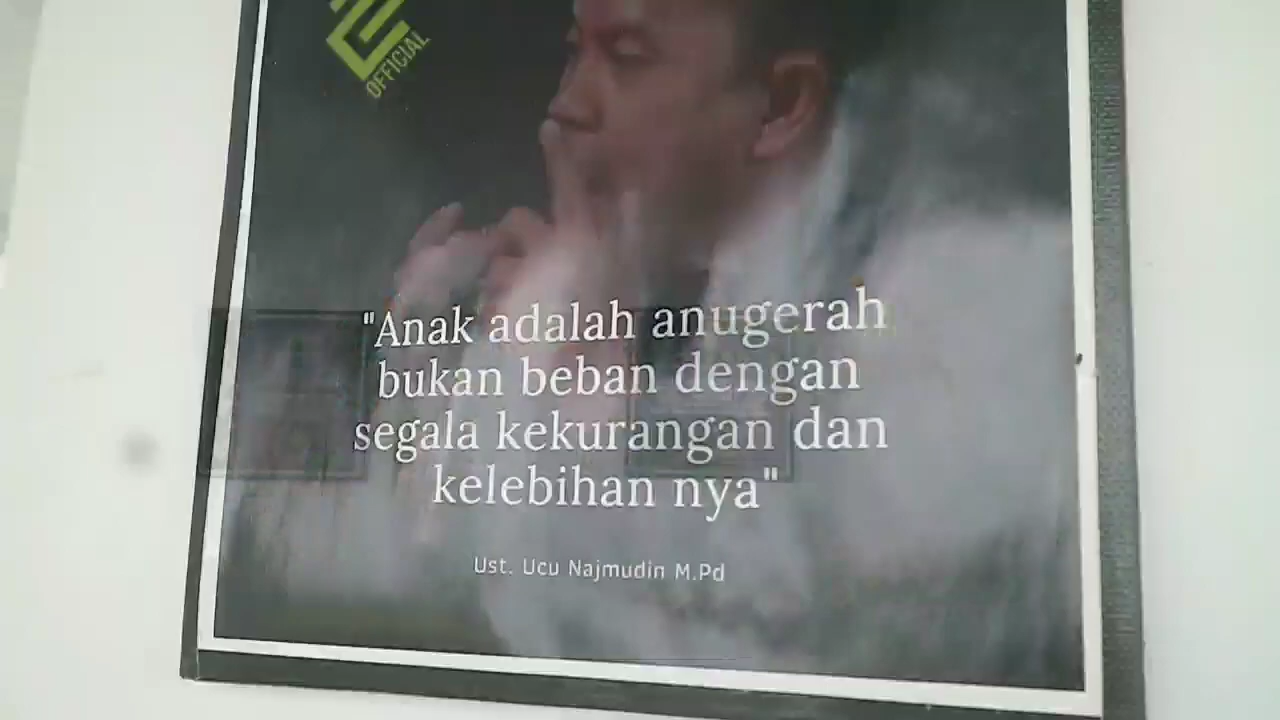 OFFICIAL
"Anak adalah anugerah
bukan beban dengan
segala kekurangan dan
kelebihan nya"
Ust. Ucu Najmudin M.Pd